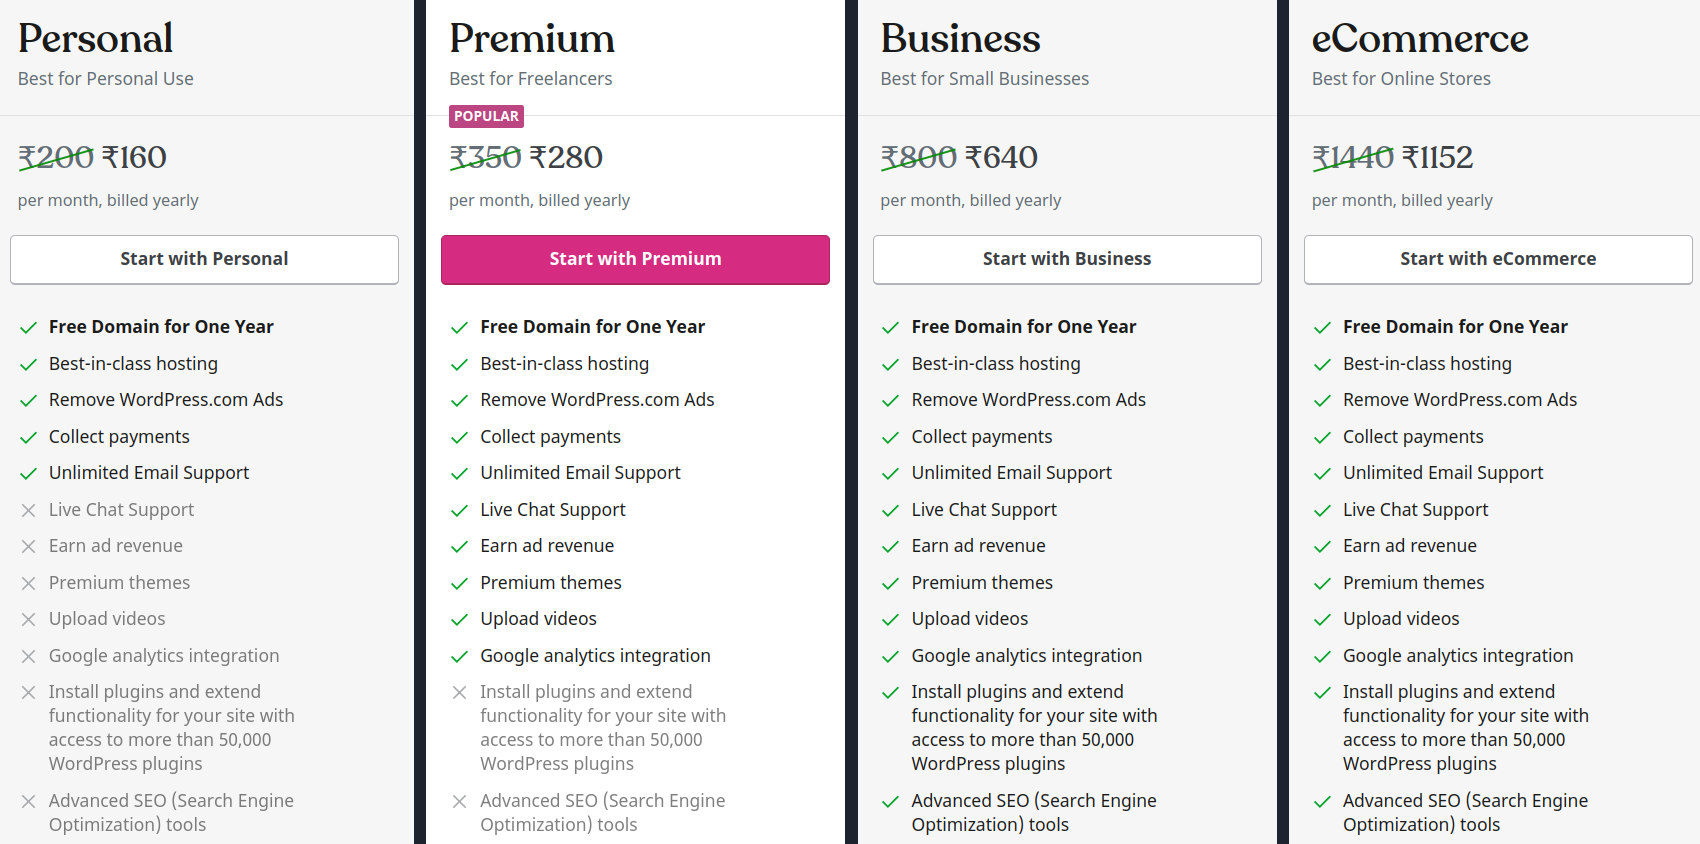 Personal
Best for Personal Use
₹200 ₹160
per month, billed yearly
Start with Personal
Free Domain for One Year
Best-in-class hosting
Remove WordPress.com Ads
Collect payments
Unlimited Email Support
Live Chat Support
Earn ad revenue
Premium themes
Upload videos
Google analytics integration
Install plugins and extend
functionality for your site with
access to more than 50,000
WordPress plugins
Advanced SEO (Search Engine
Optimization) tools
Premium
Best for Freelancers
POPULAR
₹350 ₹280
per month, billed yearly
Start with Premium
Free Domain for One Year
Best-in-class hosting
Remove WordPress.com Ads
Collect payments
Unlimited Email Support
Live Chat Support
Earn ad revenue
Premium themes
Upload videos
Google analytics integration
Install plugins and extend
functionality for your site with
access to more than 50,000
WordPress plugins
Advanced SEO (Search Engine
Optimization) tools
Business
Best for Small Businesses
₹800 ₹640
per month, billed yearly
Start with Business
Free Domain for One Year
Best-in-class hosting
Remove WordPress.com Ads
Collect payments
Unlimited Email Support
Live Chat Support
Earn ad revenue
Premium themes
Upload videos
Google analytics integration
Install plugins and extend
functionality for your site with
access to more than 50,000
WordPress plugins
Advanced SEO (Search Engine
Optimization) tools
eCommerce
Best for Online Stores
₹1440 ₹1152
per month, billed yearly
Start with eCommerce
Free Domain for One Year
Best-in-class hosting
Remove WordPress.com Ads
Collect payments
Unlimited Email Support
Live Chat Support
Earn ad revenue
Premium themes
Upload videos
Google analytics integration
Install plugins and extend
functionality for your site with
access to more than 50,000
WordPress plugins
Advanced SEO (Search Engine
Optimization) tools